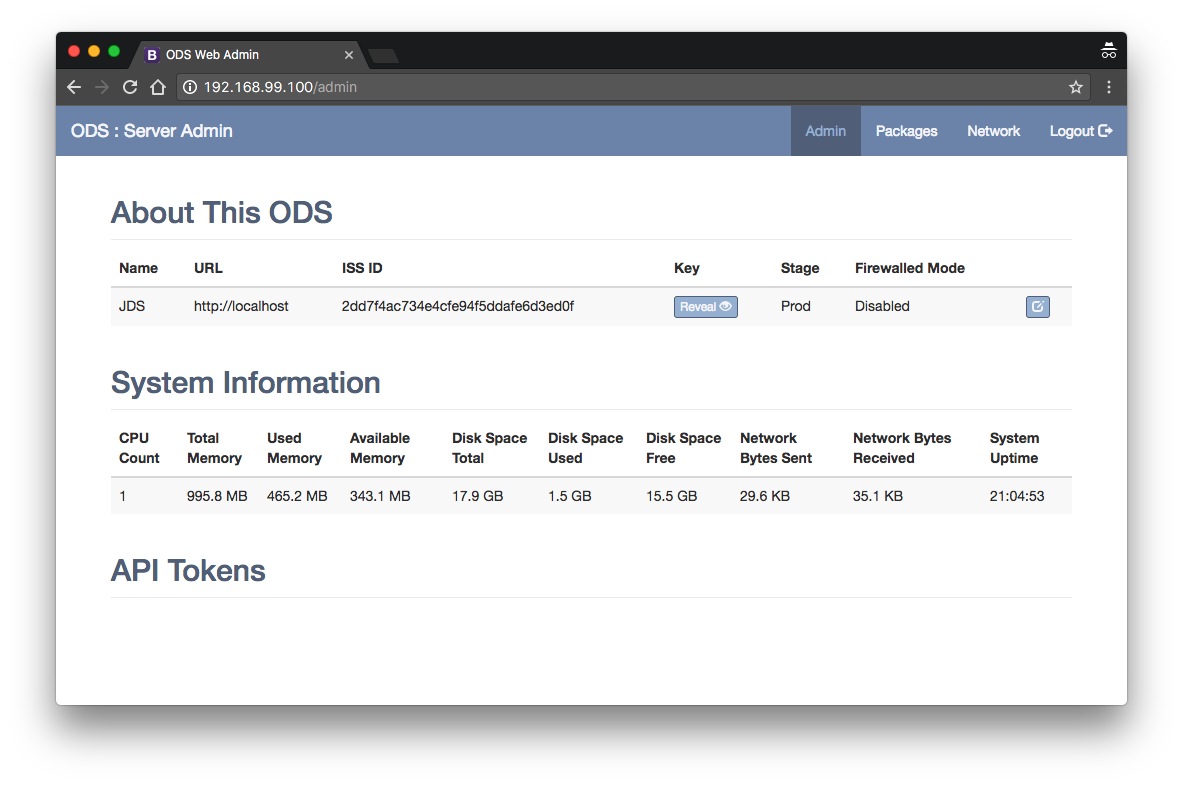 B ODS Web Admin
192.168.99.100/admin
ODS : Server Admin Admin Packages Network Logout
About This ODS
Name URL ISS ID Key Stage Firewalled Mode
JDS http://localhost 2dd7f4ac734e4cfe94f5ddafe6d3ed0f Reveal Prod Disabled
System Information
CPU Total Used Available Disk Space Disk Space Disk Space Network Network Bytes System
Count Memory Memory Memory Total Used Free Bytes Sent Received Uptime
1 995.8 MB 465.2 MB 343.1 MB 17.9 GB 1.5 GB 15.5 GB 29.6 KB 35.1 KB 21:04:53
API Tokens